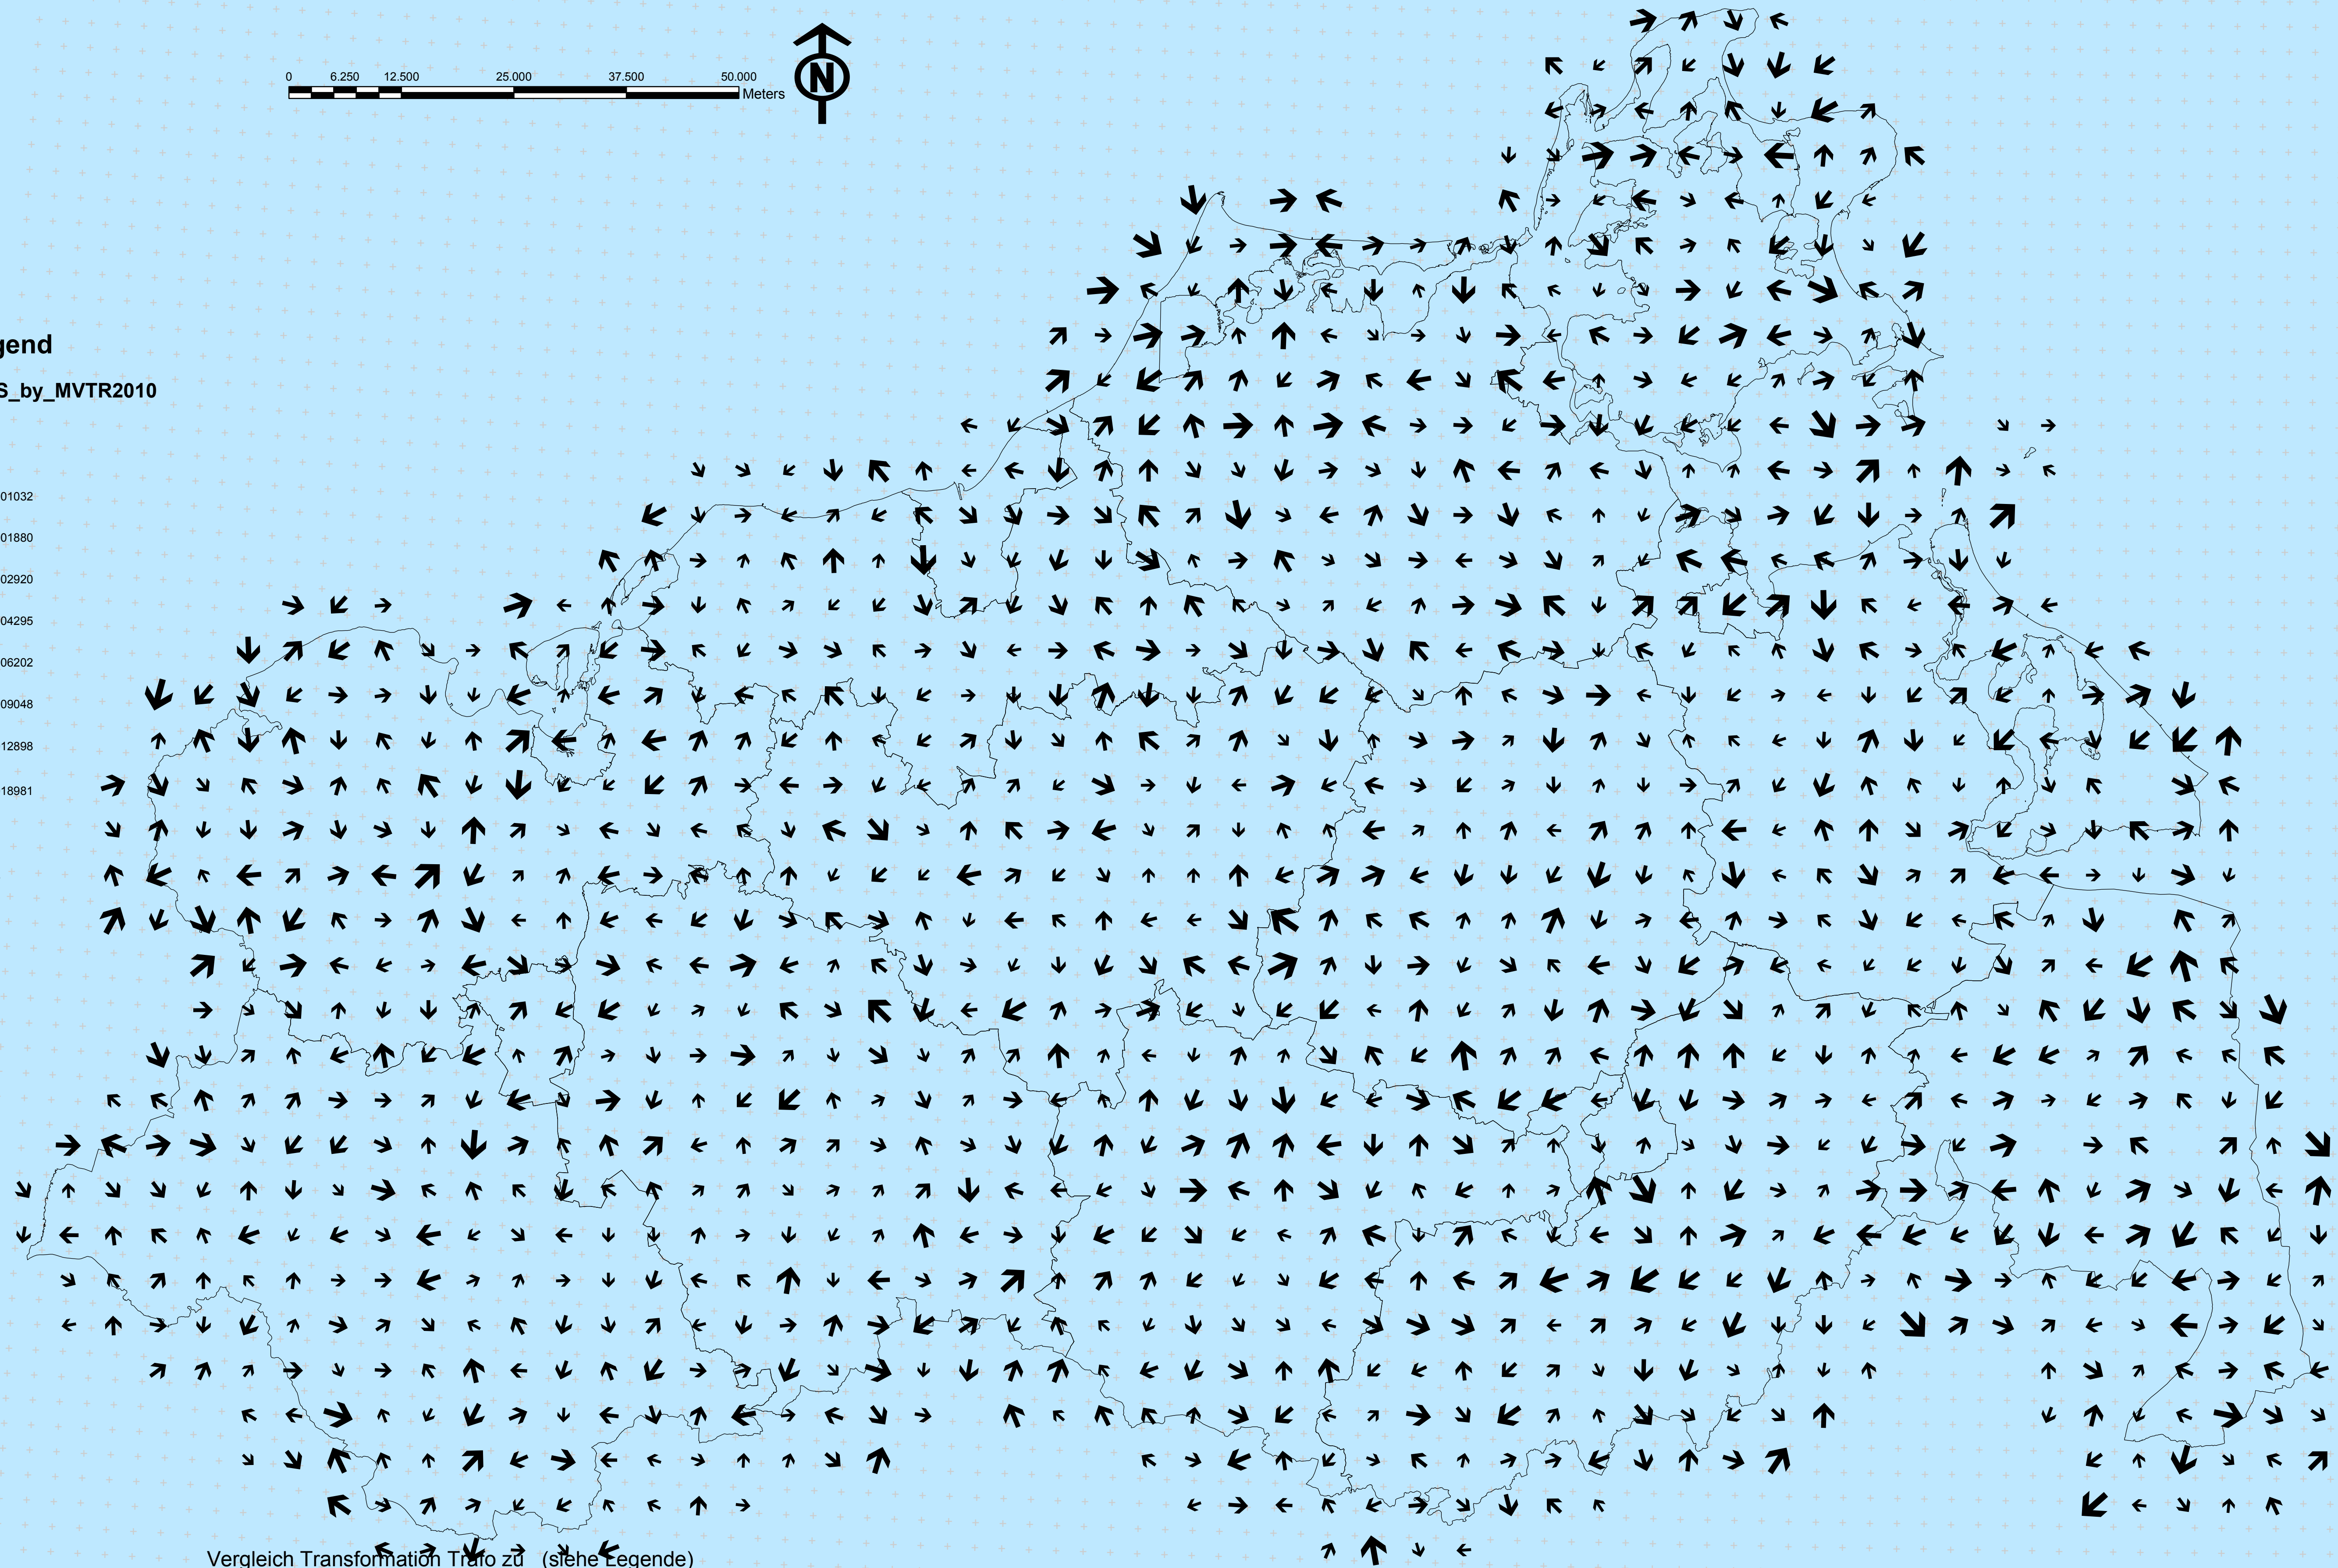 0 6.250 12.500 25.000 37.500 50.000
Meters
N
gend
S_by_MVTR2010
01032
01880
02920
04295
06202
09048
12898
18981
Vergleich Transformation Trafo zu (siehe Legende)